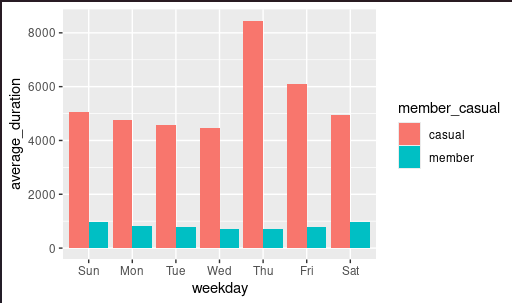 8000
6000
4000
2000
0
average_duration
Sun Mon Tue Wed Thu Fri Sat
weekday
member_casual
casual
member